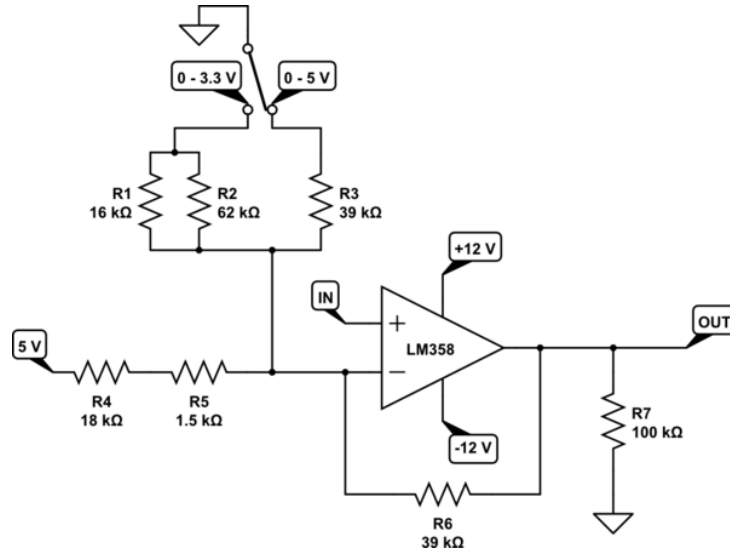 0 - 3.3 V
0 - 5 V
R1
16 kΩ
R2
62 kΩ
R3
39 kΩ
+12 V
IN
+
LM358
−
OUT
5 V
R4
18 kΩ
R5
1.5 kΩ
-12 V
R7
100 kΩ
R6
39 kΩ